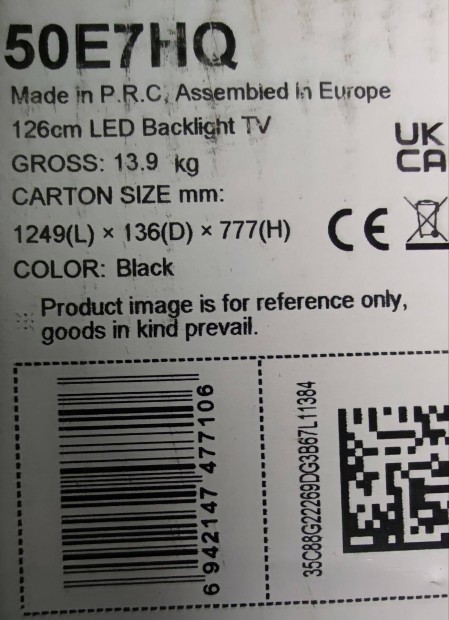 50E7HQ
Made in P.R.C, Assembled in Europe
126cm LED Backlight TV
GROSS: 13.9 kg
CARTON SIZE mm:
1249(L) × 136(D) × 777(H)
COLOR: Black
UK
CA
CE
Product image is for reference only,
goods in kind prevail.
6 942147 477106
35C88G22269DG3B67L11384